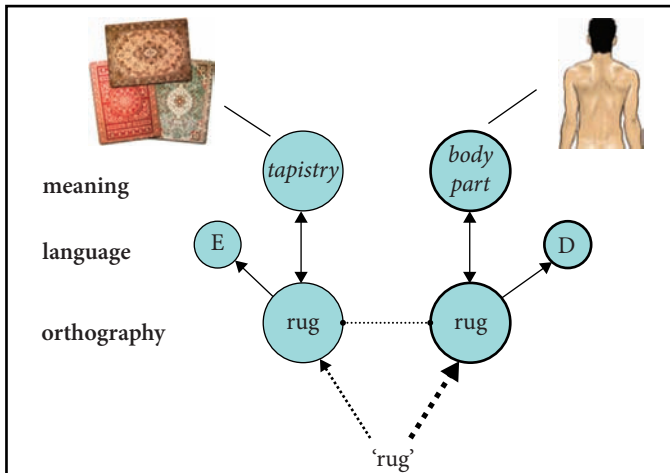 meaning
tapistry
body
part
language
E
D
orthography
rug
rug
‘rug’